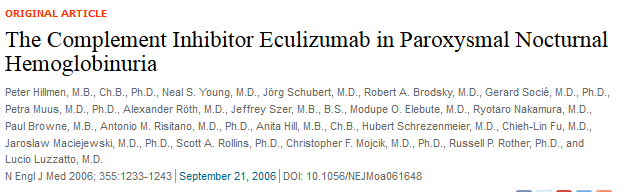 ORIGINAL ARTICLE
The Complement Inhibitor Eculizumab in Paroxysmal Nocturnal
Hemoglobinuria
Peter Hillmen, M.B., Ch.B., Ph.D., Neal S. Young, M.D., Jörg Schubert, M.D., Robert A. Brodsky, M.D., Gerard Socié, M.D., Ph.D.,
Petra Muus, M.D., Ph.D., Alexander Röth, M.D., Jeffrey Szer, M.B., B.S., Modupe O. Elebute, M.D., Ryotaro Nakamura, M.D.,
Paul Browne, M.B., Antonio M. Risitano, M.D., Ph.D., Anita Hill, M.B., Ch.B., Hubert Schrezenmeier, M.D., Chieh-Lin Fu, M.D.,
Jaroslaw Maciejewski, M.D., Ph.D., Scott A. Rollins, Ph.D., Christopher F. Mojcik, M.D., Ph.D., Russell P. Rother, Ph.D., and
Lucio Luzzatto, M.D.
N Engl J Med 2006; 355:1233-1243 | September 21, 2006 | DOI: 10.1056/NEJMoa061648